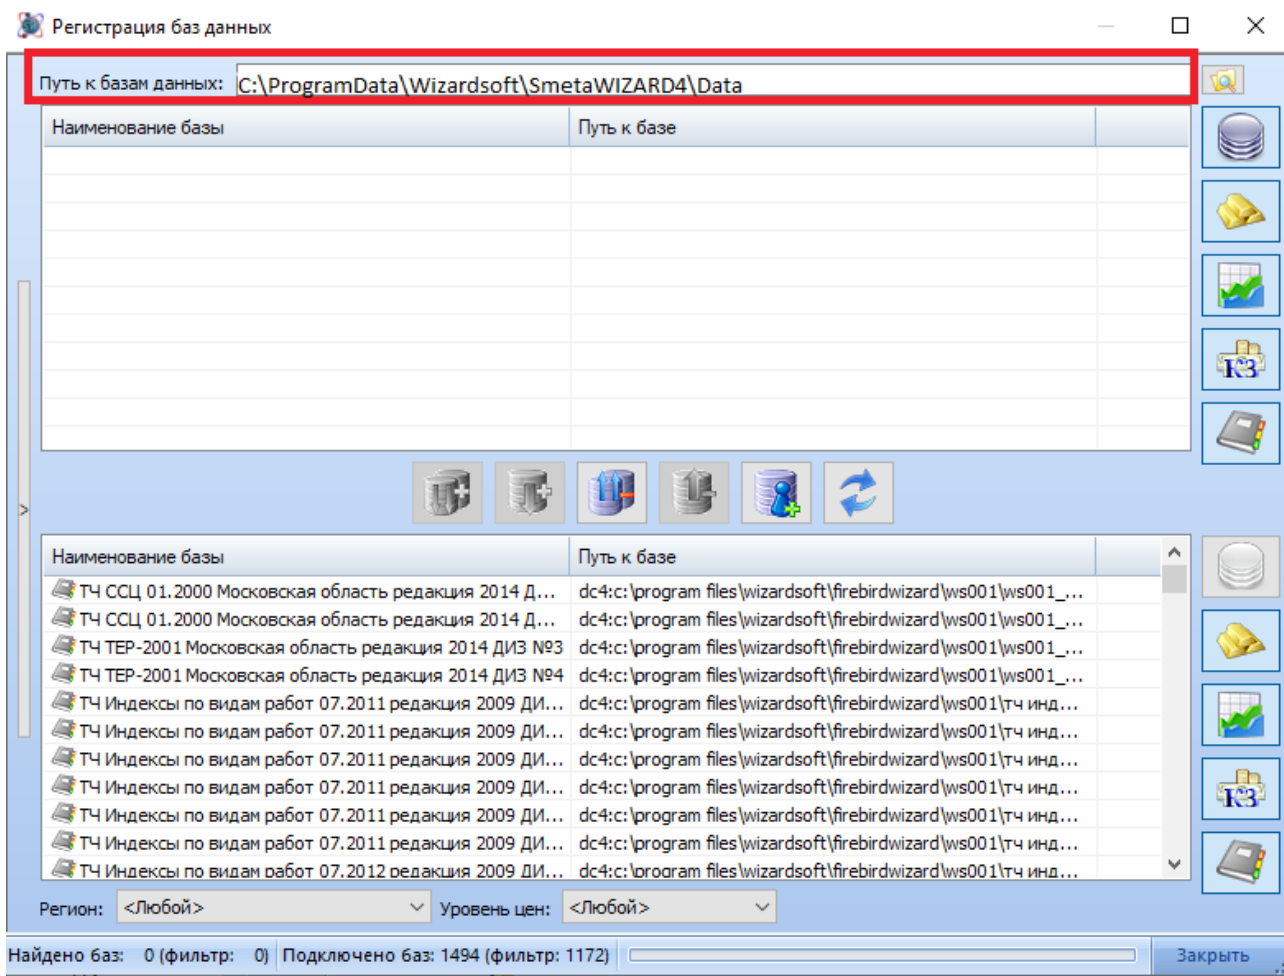 Регистрация баз данных
Путь к базам данных: C:\ProgramData\Wizardsoft\SmetaWIZARD4\Data
Наименование базы Путь к базе
КЗ
>
Наименование базы Путь к базе
ТЧ ССЦ 01.2000 Московская область редакция 2014 Д... dc4:c:\program files\wizardsoft\firebirdwizard\ws001\ws001_...
ТЧ ССЦ 01.2000 Московская область редакция 2014 Д... dc4:c:\program files\wizardsoft\firebirdwizard\ws001\ws001_...
ТЧ ТЕР-2001 Московская область редакция 2014 ДИЗ №3 dc4:c:\program files\wizardsoft\firebirdwizard\ws001\ws001_...
ТЧ ТЕР-2001 Московская область редакция 2014 ДИЗ №4 dc4:c:\program files\wizardsoft\firebirdwizard\ws001\ws001_...
ТЧ Индексы по видам работ 07.2011 редакция 2009 ДИ... dc4:c:\program files\wizardsoft\firebirdwizard\ws001\тч инд...
ТЧ Индексы по видам работ 07.2011 редакция 2009 ДИ... dc4:c:\program files\wizardsoft\firebirdwizard\ws001\тч инд...
ТЧ Индексы по видам работ 07.2011 редакция 2009 ДИ... dc4:c:\program files\wizardsoft\firebirdwizard\ws001\тч инд...
ТЧ Индексы по видам работ 07.2011 редакция 2009 ДИ... dc4:c:\program files\wizardsoft\firebirdwizard\ws001\тч инд...
КЗ
ТЧ Индексы по видам работ 07.2011 редакция 2009 ДИ... dc4:c:\program files\wizardsoft\firebirdwizard\ws001\тч инд...
ТЧ Индексы по видам работ 07.2011 редакция 2009 ДИ... dc4:c:\program files\wizardsoft\firebirdwizard\ws001\тч инд...
ТЧ Индексы по видам работ 07.2012 редакция 2009 ДИ... dc4:c:\program files\wizardsoft\firebirdwizard\ws001\тч инд...
Регион: <Любой> Уровень цен: <Любой>
Найдено баз: 0 (фильтр: 0) Подключено баз: 1494 (фильтр: 1172) Закрыть